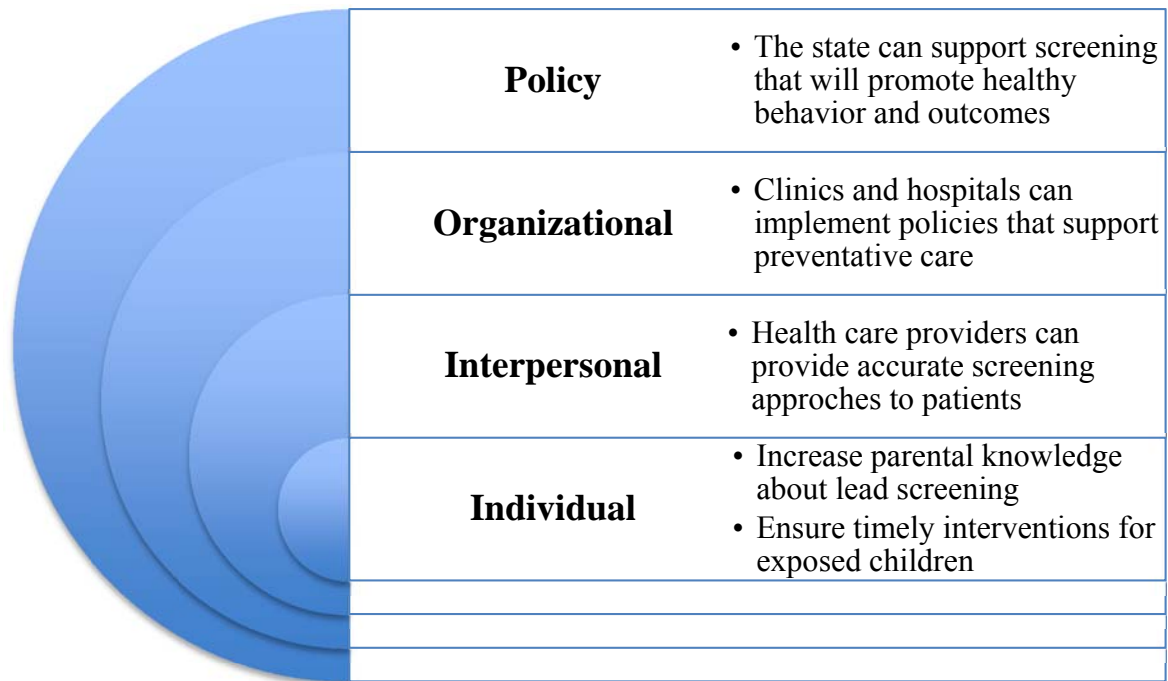 Policy
• The state can support screening
that will promote healthy
behavior and outcomes
Organizational
• Clinics and hospitals can
implement policies that support
preventative care
Interpersonal
• Health care providers can
provide accurate screening
approches to patients
Individual
• Increase parental knowledge
about lead screening
• Ensure timely interventions for
exposed children